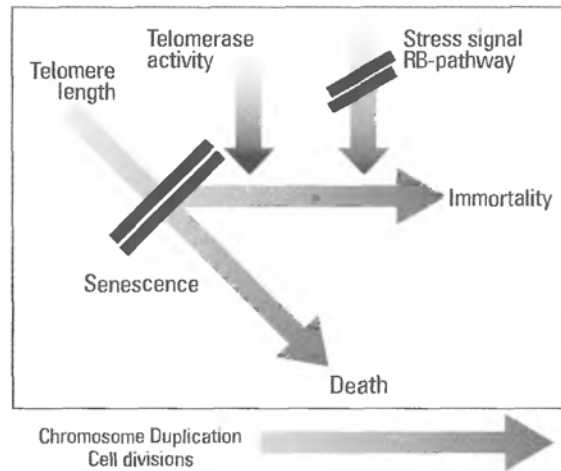 Telomerase
activity
Stress signal
RB-pathway
Telomere
length
Immortality
Senescence
Death
Chromosome Duplication
Cell divisions